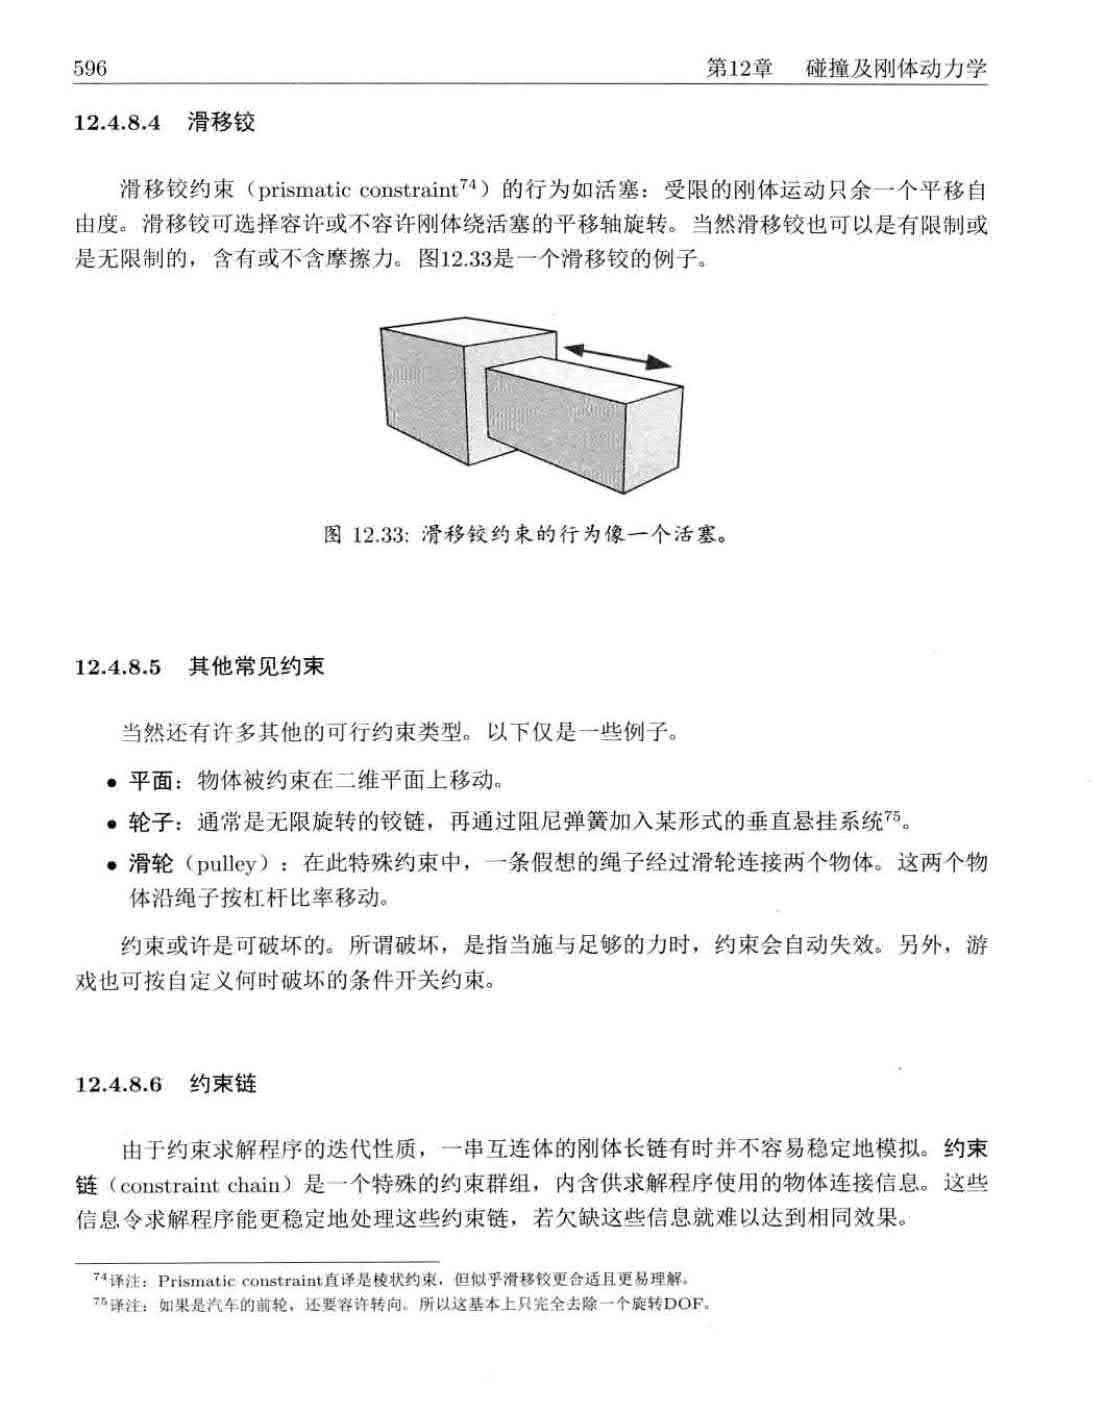 596 第12章 碰撞及刚体动力学
12.4.8.4 滑移铰
滑移铰约束（prismatic constraint74）的行为如活塞：受限的刚体运动只余一个平移自
由度。滑移铰可选择容许或不容许刚体绕活塞的平移轴旋转。当然滑移铰也可以是有限制或
是无限制的，含有或不含摩擦力。图12.33是一个滑移铰的例子。
图 12.33: 滑移铰约束的行为像一个活塞。
12.4.8.5 其他常见约束
当然还有许多其他的可行约束类型。以下仅是一些例子。
● 平面：物体被约束在二维平面上移动。
● 轮子：通常是无限旋转的铰链，再通过阻尼弹簧加入某形式的垂直悬挂系统75。
● 滑轮（pulley）：在此特殊约束中，一条假想的绳子经过滑轮连接两个物体。这两个物
体沿绳子按杠杆比率移动。
约束或许是可破坏的。所谓破坏，是指当施与足够的力时，约束会自动失效。另外，游
戏也可按自定义何时破坏的条件开关约束。
12.4.8.6 约束链
由于约束求解程序的迭代性质，一串互连体的刚体长链有时并不容易稳定地模拟。约束
链（constraint chain）是一个特殊的约束群组，内含供求解程序使用的物体连接信息。这些
信息令求解程序能更稳定地处理这些约束链，若欠缺这些信息就难以达到相同效果。
74译注：Prismatic constraint直译是棱状约束，但似乎滑移铰更合适且更易理解。
75译注：如果是汽车的前轮，还要容许转向。所以这基本上只完全去除一个旋转DOF。